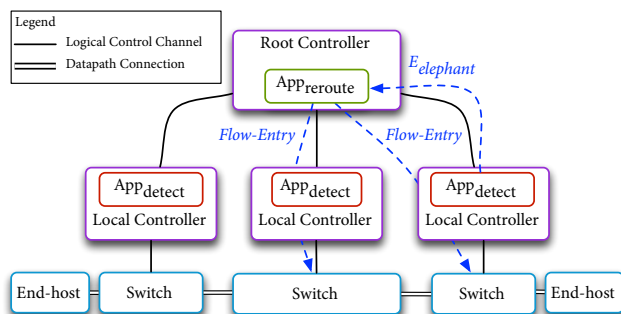 Legend
Logical Control Channel
Datapath Connection
Root Controller
Appreroute
Eelephant
Flow-Entry
Flow-Entry
Appdetect
Local Controller
Appdetect
Local Controller
Appdetect
Local Controller
End-host
Switch
Switch
Switch
End-host